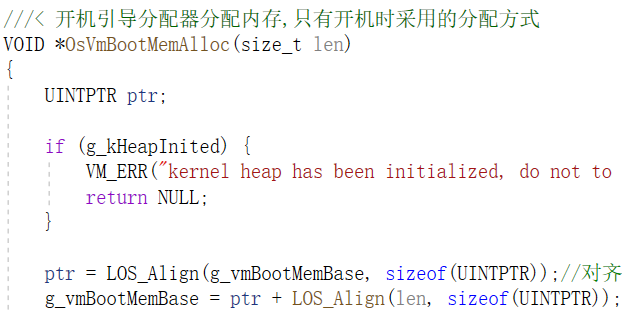 ///< 开机引导分配器分配内存,只有开机时采用的分配方式
VOID *OsVmBootMemAlloc(size_t len)
{
    UINTPTR ptr;
    if (g_kHeapInited) {
        VM_ERR("kernel heap has been initialized, do not to
        return NULL;
    }
    ptr = LOS_Align(g_vmBootMemBase, sizeof(UINTPTR));//对齐
    g_vmBootMemBase = ptr + LOS_Align(len, sizeof(UINTPTR));